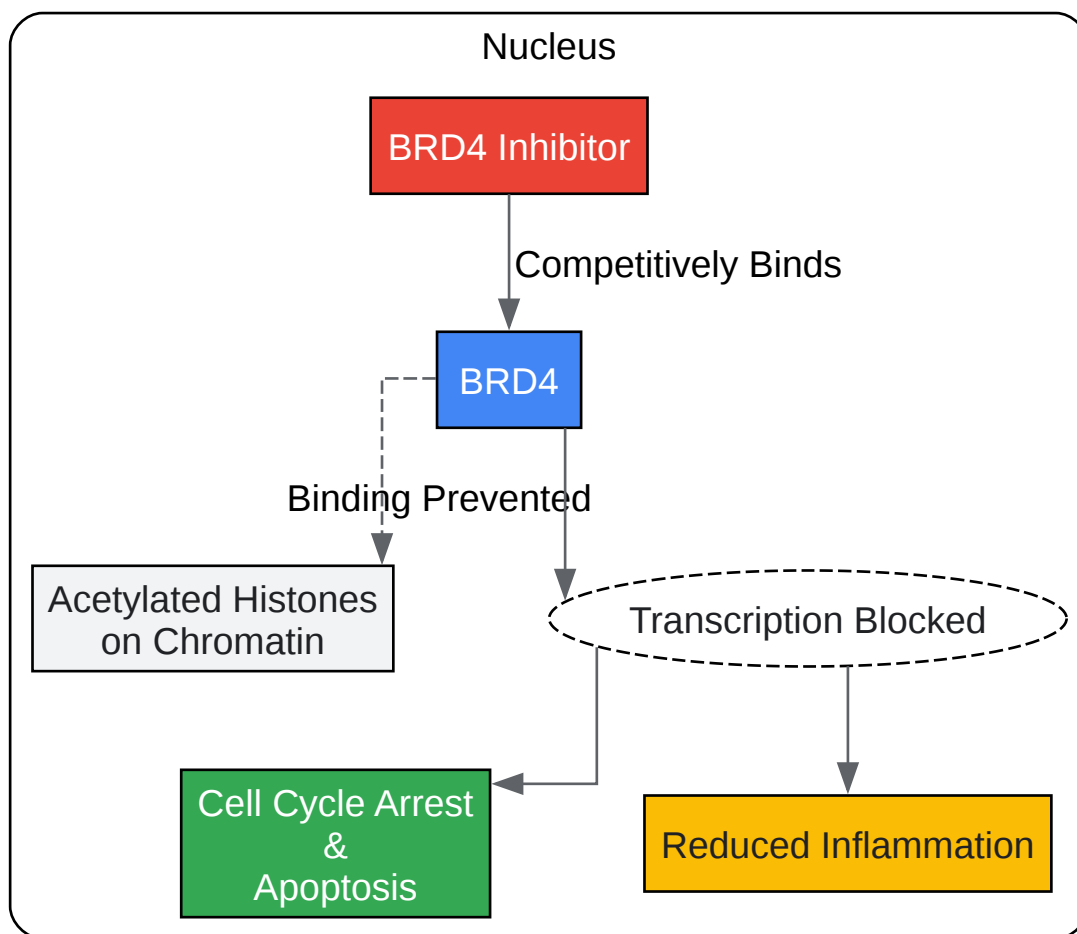 Nucleus
BRD4 Inhibitor
Competitively Binds
BRD4
Binding Prevented
Acetylated Histones
on Chromatin
Transcription Blocked
Cell Cycle Arrest
&
Apoptosis
Reduced Inflammation